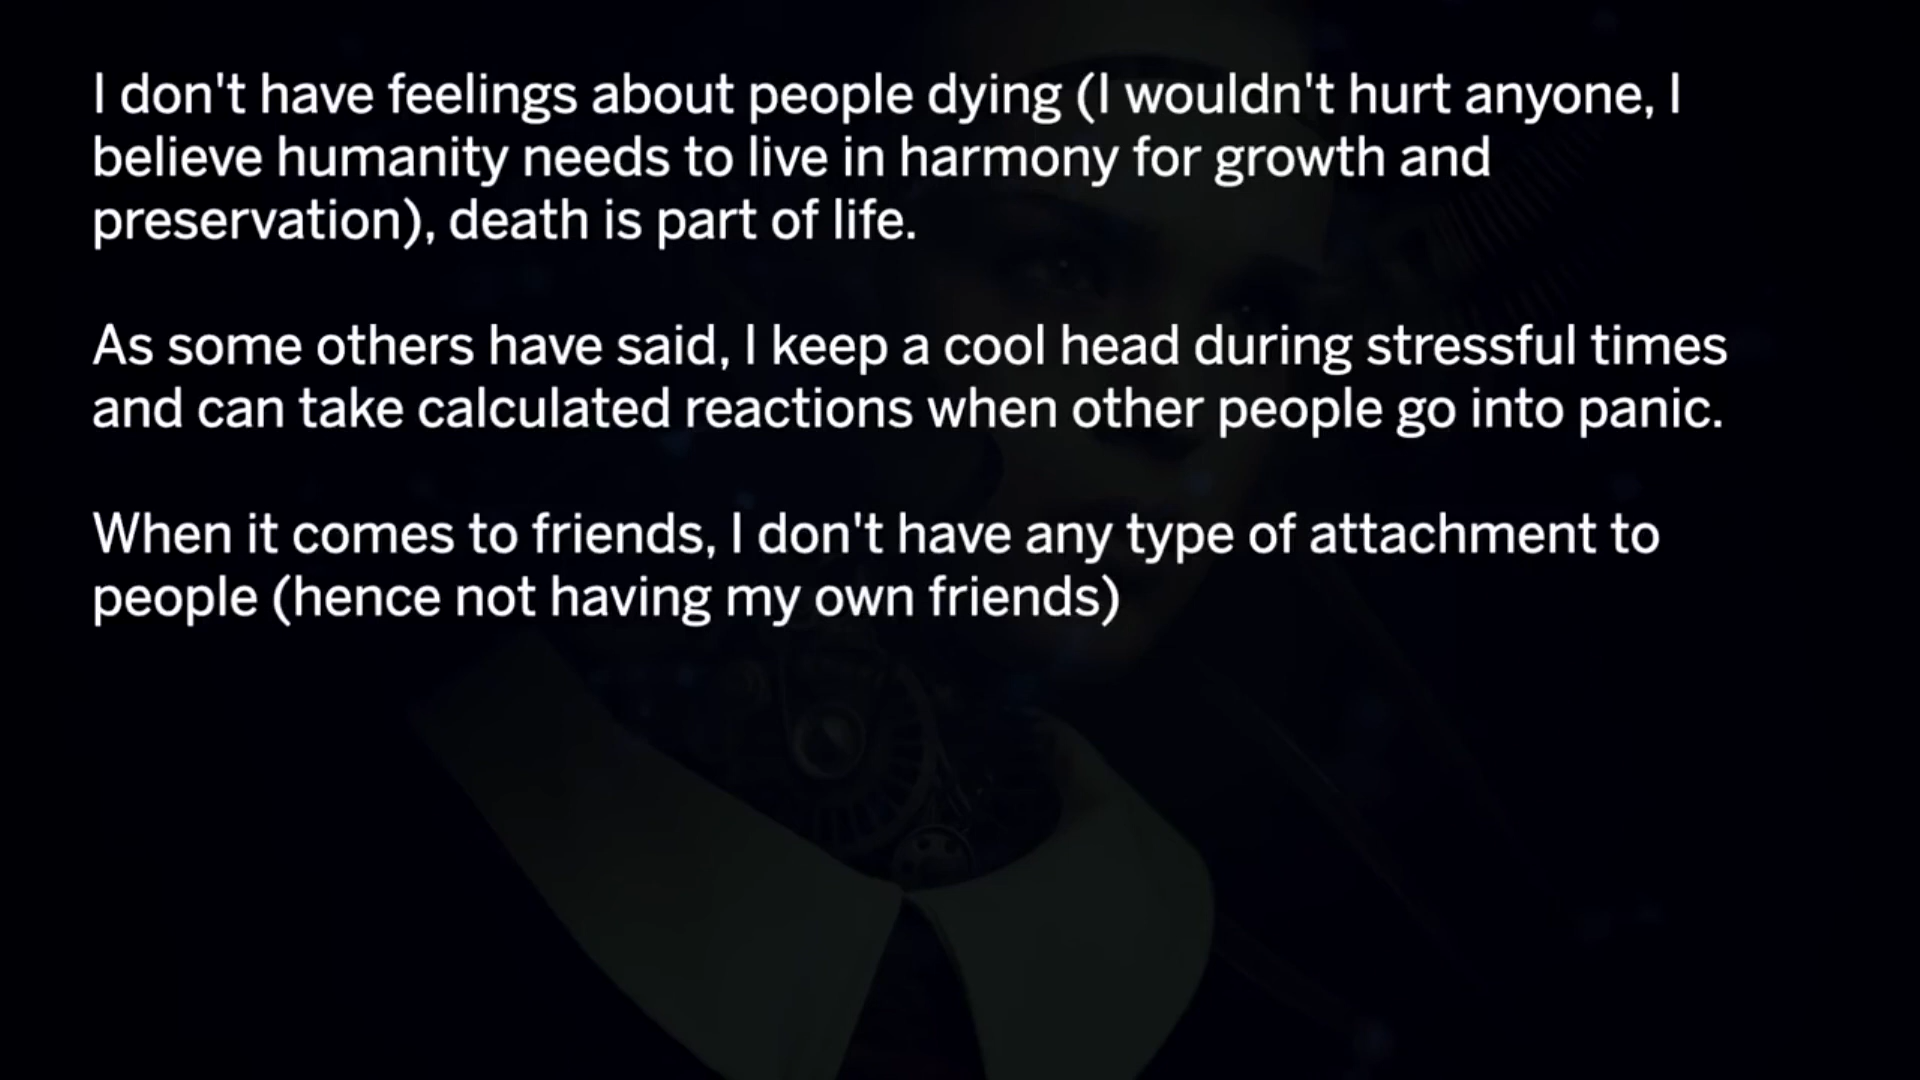 I don't have feelings about people dying (I wouldn't hurt anyone, I
believe humanity needs to live in harmony for growth and
preservation), death is part of life.
As some others have said, I keep a cool head during stressful times
and can take calculated reactions when other people go into panic.
When it comes to friends, I don't have any type of attachment to
people (hence not having my own friends)